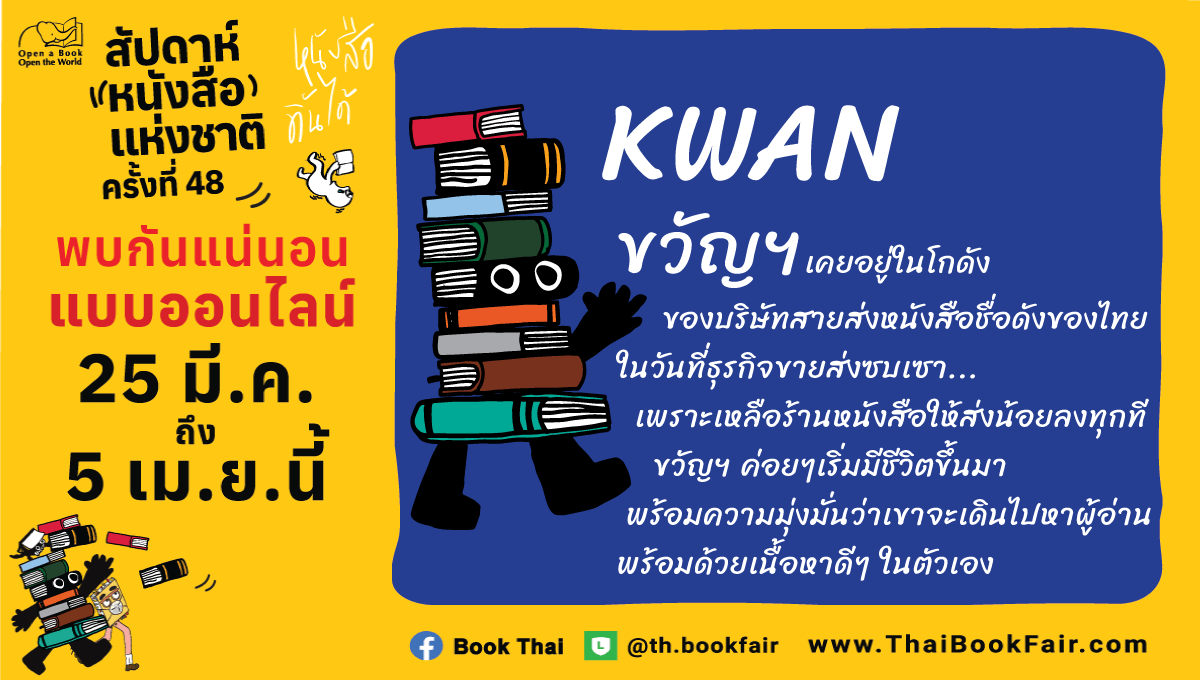 Open a Book
Open the World
สัปดาห์
หนังสือ
แห่งชาติ
ครั้งที่ 48
หนังสือ
ดิ้นได้
พบกันแน่นอน
แบบออนไลน์
25 มี.ค.
ถึง
5 เม.ย.นี้
KWAN
ขวัญฯ เคยอยู่ในโกดัง
ของบริษัทสายส่งหนังสือชื่อดังของไทย
ในวันที่ธุรกิจขายส่งซบเซา...
เพราะเหลือร้านหนังสือให้ส่งน้อยลงทุกที
ขวัญฯ ค่อยๆเริ่มมีชีวิตขึ้นมา
พร้อมความมุ่งมั่นว่าเขาจะเดินไปหาผู้อ่าน
พร้อมด้วยเนื้อหาดีๆ ในตัวเอง
Book Thai @th.bookfair www.ThaiBookFair.com